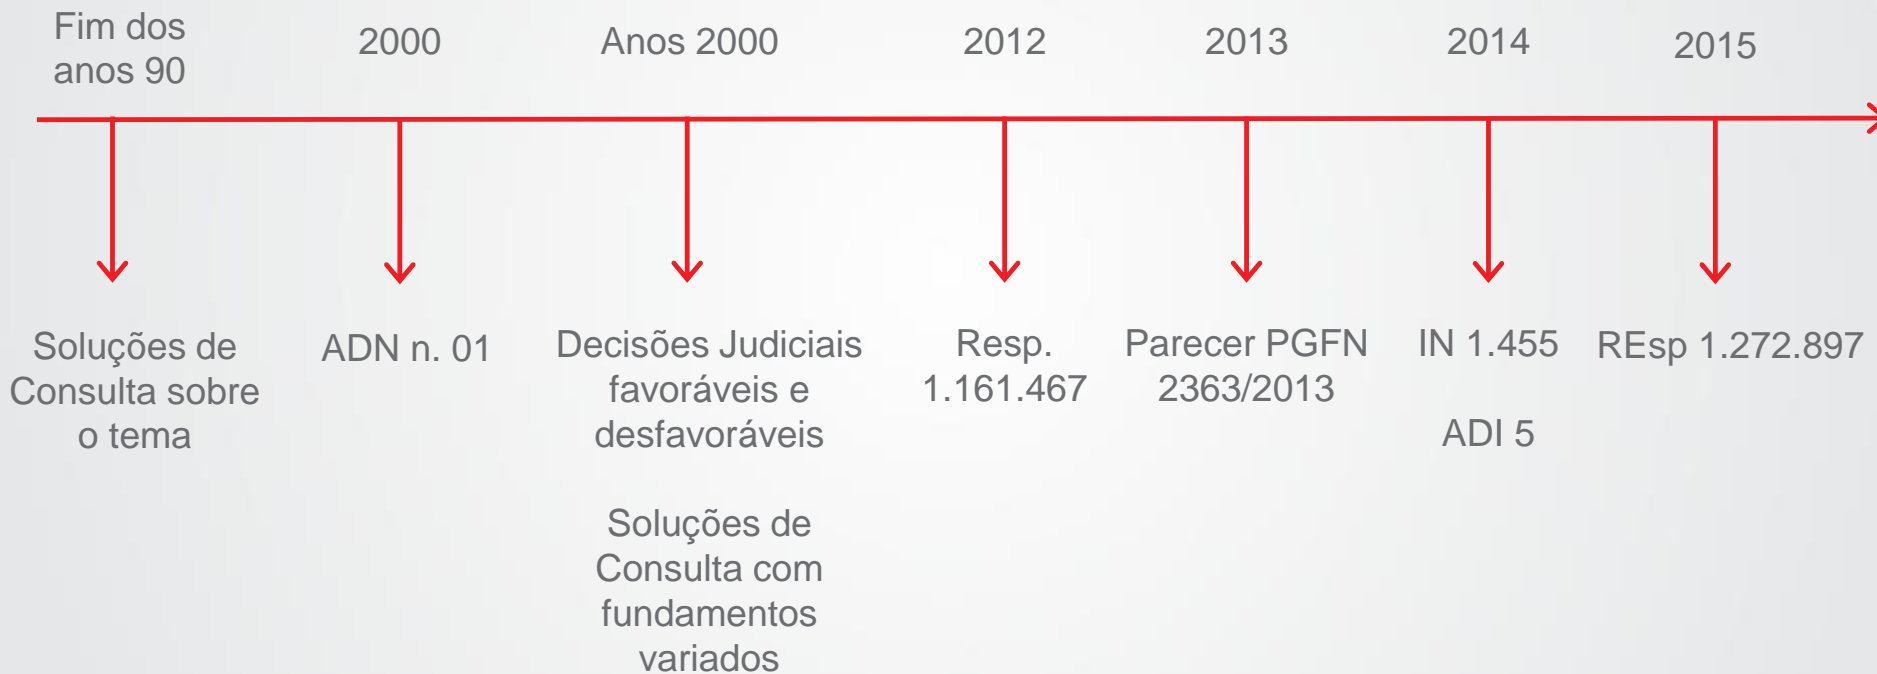 Fim dos
anos 90
2000
Anos 2000
2012
2013
2014
2015
Soluções de
Consulta sobre
o tema
ADN n. 01
Decisões Judiciais
favoráveis e
desfavoráveis
Soluções de
Consulta com
fundamentos
variados
Resp.
1.161.467
Parecer PGFN
2363/2013
IN 1.455
ADI 5
REsp 1.272.897